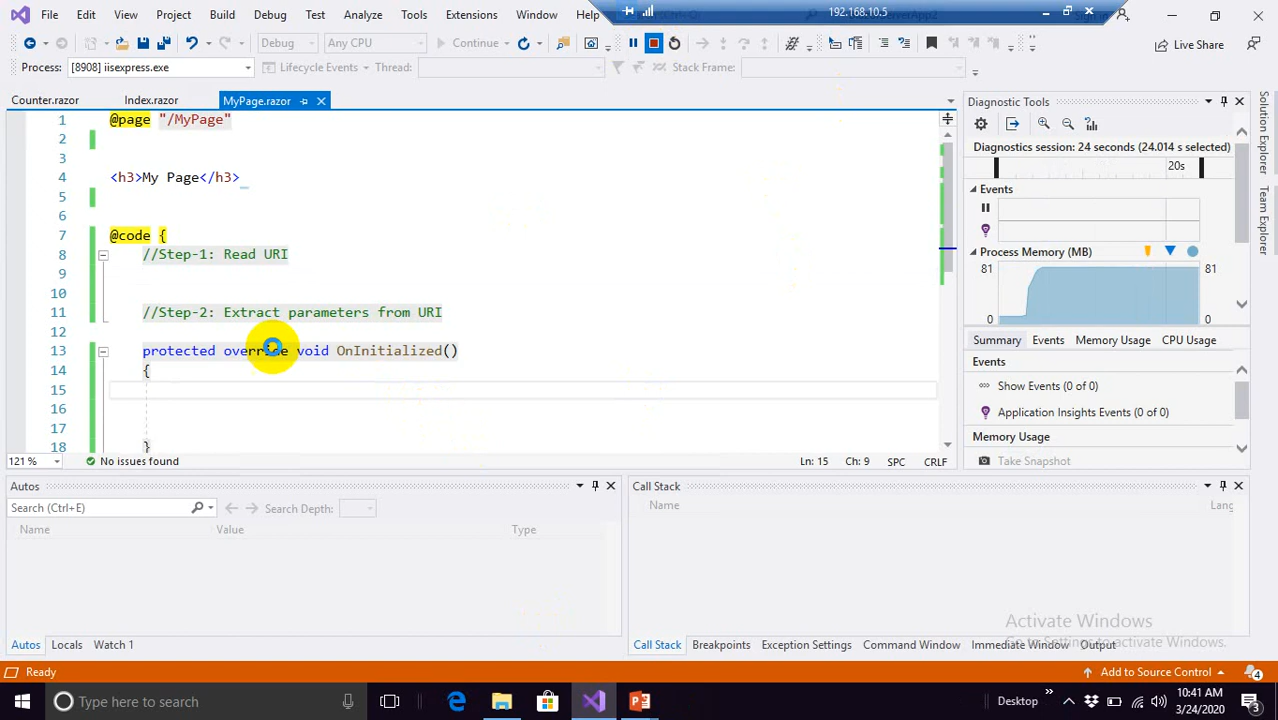 File Edit View Project Build Debug Test Analyze Tools Extensions Window Help
192.168.10.5
Debug Any CPU Continue Live Share
Process: [8908] iisexpress.exe Lifecycle Events Thread: Stack Frame:
Counter.razor Index.razor MyPage.razor
1 @page "/MyPage"
2
3
4 <h3>My Page</h3>
5
6
7 @code {
8 //Step-1: Read URI
9
10
11 //Step-2: Extract parameters from URI
12
13 protected override void OnInitialized()
14 {
15
16
17
18 }
121 % No issues found Ln: 15 Ch: 9 SPC CRLF
Diagnostic Tools
Diagnostics session: 24 seconds (24.014 s selected)
20s
Events
Process Memory (MB)
81 81
0 0
Summary Events Memory Usage CPU Usage
Events
Show Events (0 of 0)
Application Insights Events (0 of 0)
Memory Usage
Take Snapshot
Solution Explorer
Team Explorer
Autos
Search (Ctrl+E) Search Depth:
Name Value Type
Autos Locals Watch 1
Call Stack
Name Lang
Call Stack Breakpoints Exception Settings Command Window Immediate Window Output
Activate Windows
Go to Settings to activate Windows.
Ready Add to Source Control 4
Type here to search Desktop 10:41 AM
3/24/2020 3